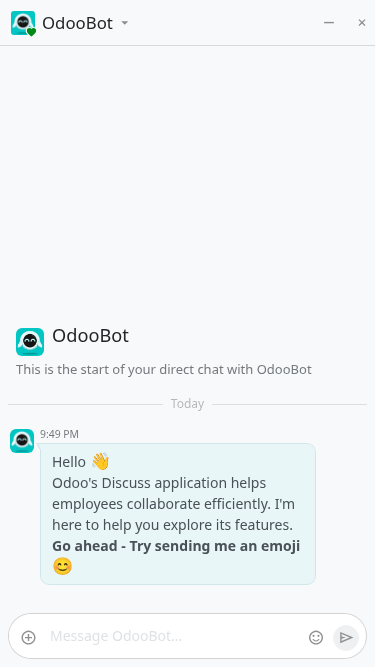 OdooBot
OdooBot
This is the start of your direct chat with OdooBot
Today
9:49 PM
Hello 👋
Odoo's Discuss application helps
employees collaborate efficiently. I'm
here to help you explore its features.
Go ahead - Try sending me an emoji
😊
Message OdooBot...